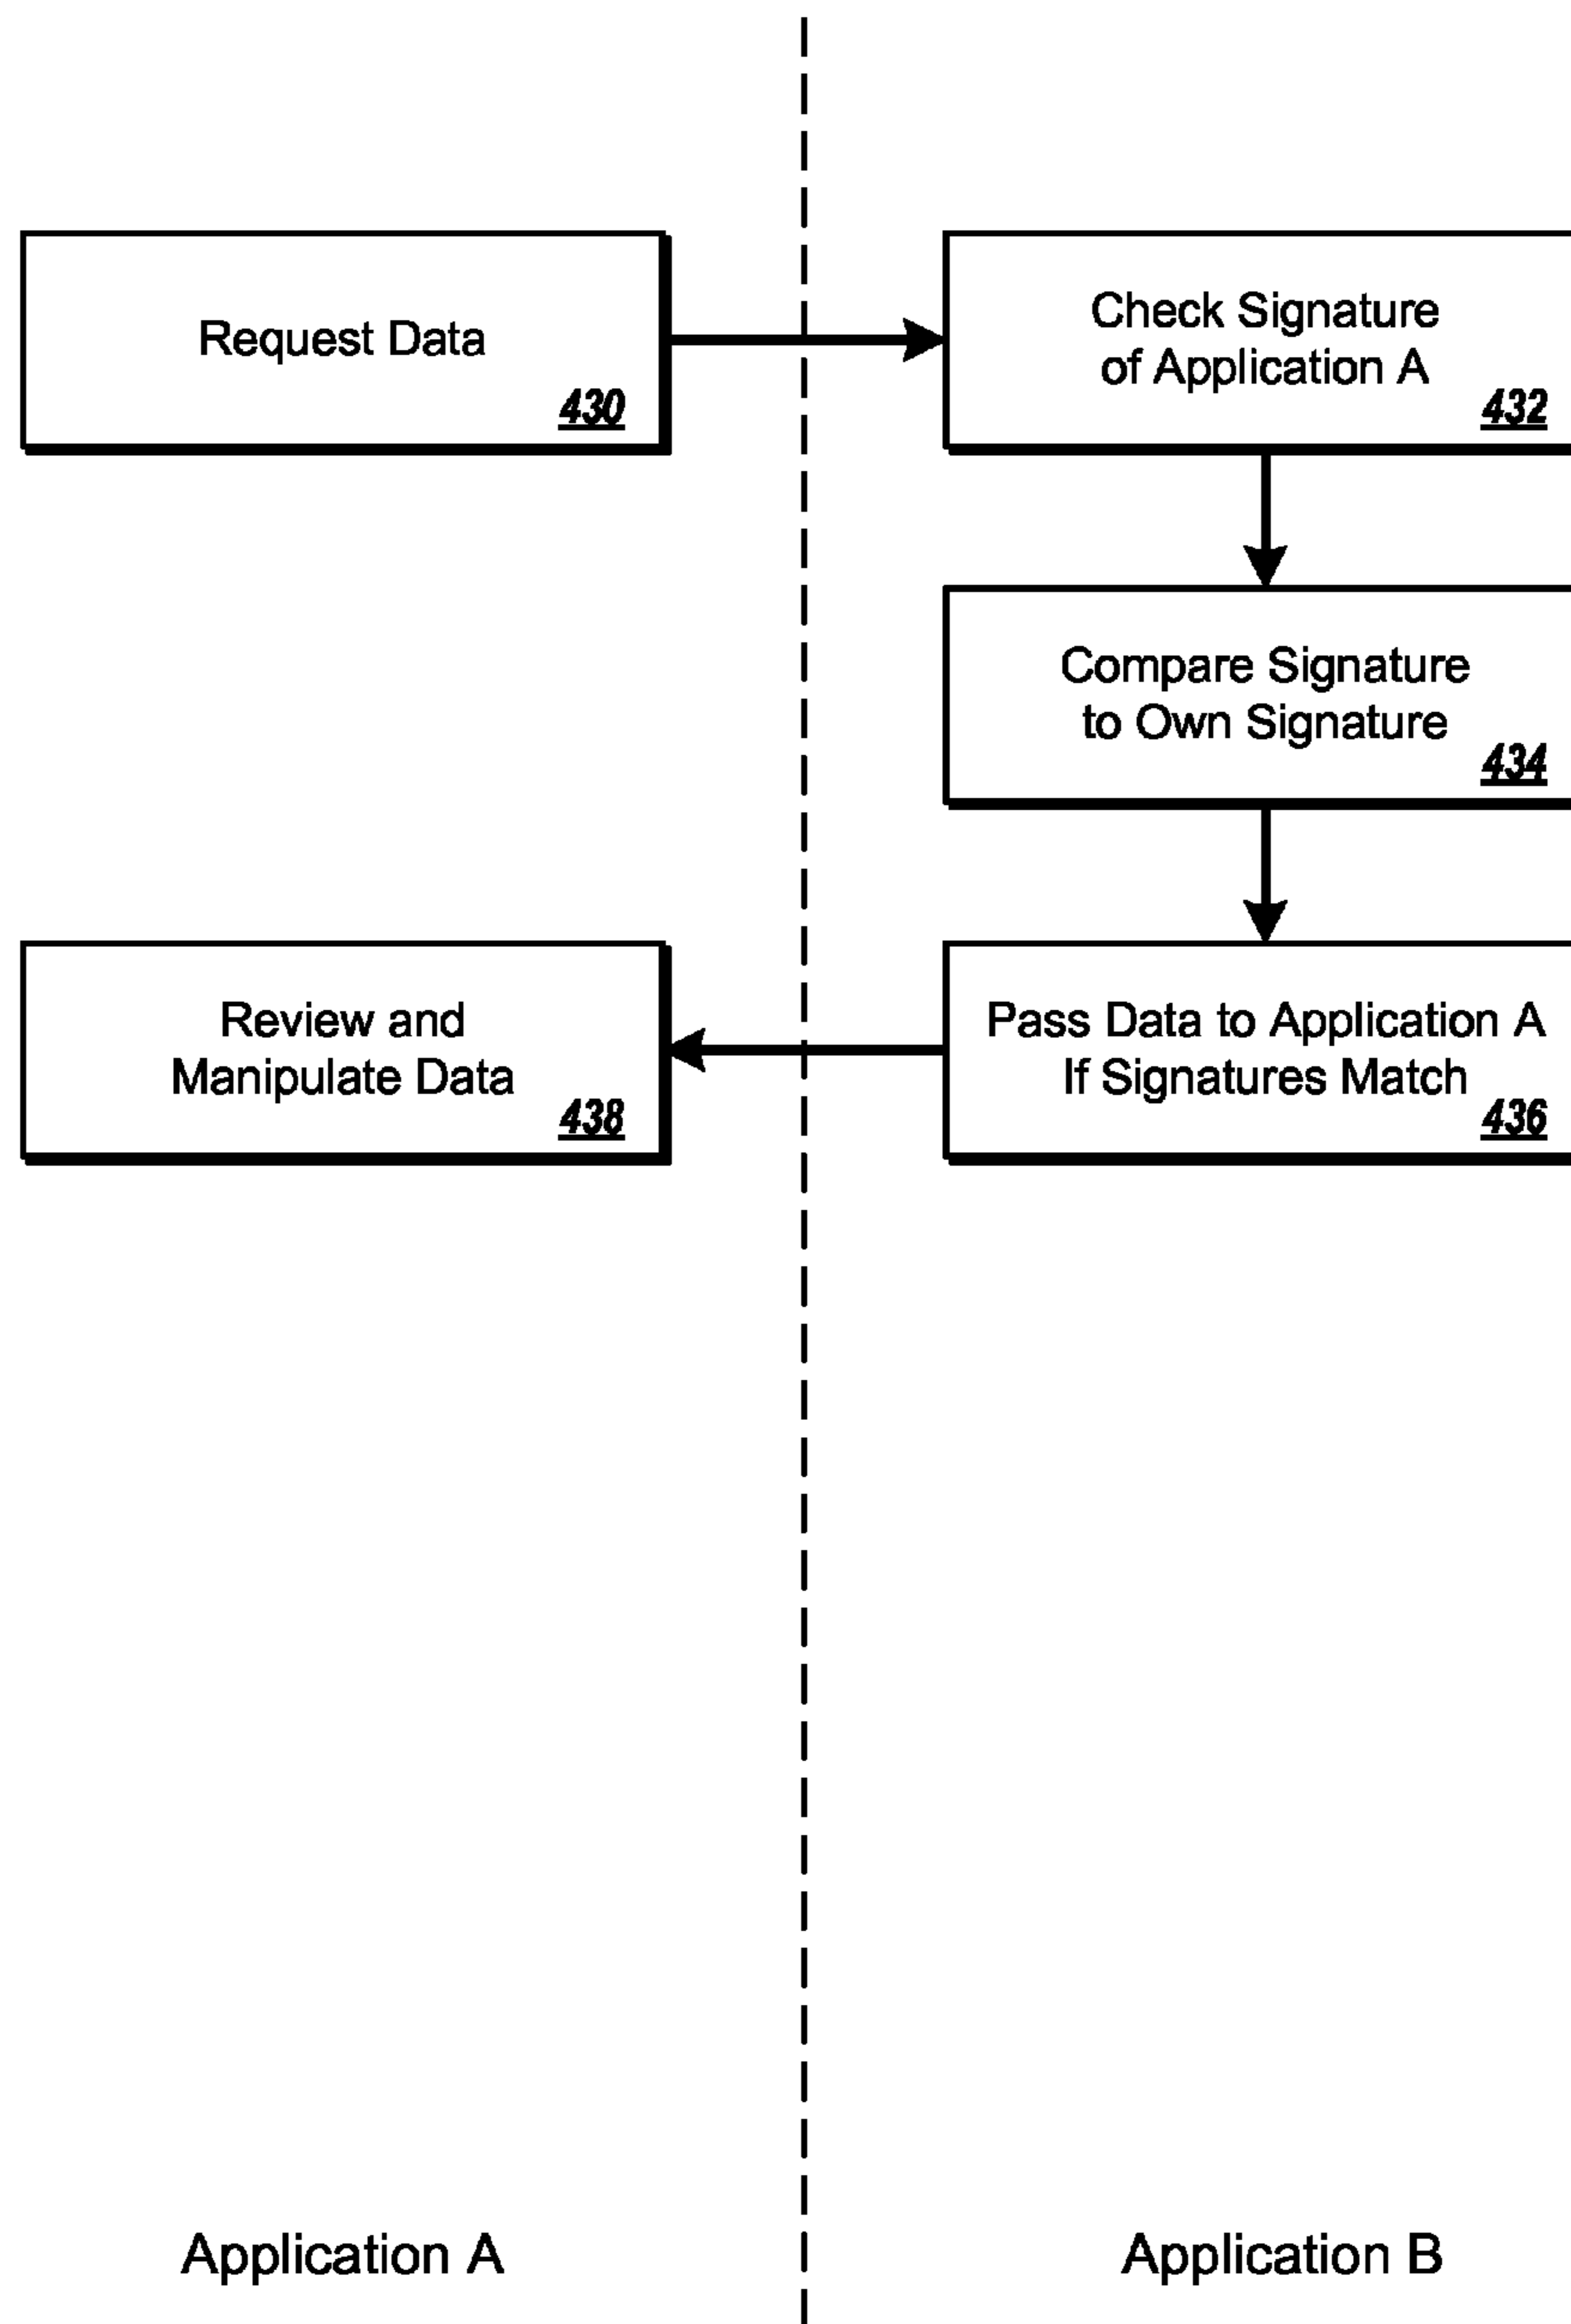 Request Data
430
Check Signature
of Application A
432
Compare Signature
to Own Signature
434
Pass Data to Application A
If Signatures Match
436
Review and
Manipulate Data
438
Application A
Application B